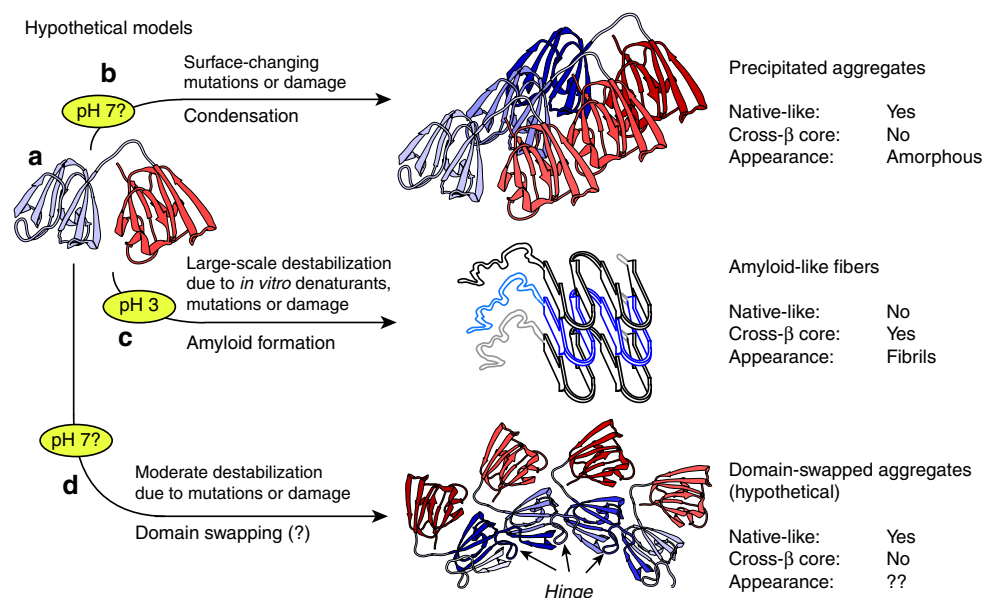 Hypothetical models
b
Surface-changing
mutations or damage
pH 7?
Condensation
a
Precipitated aggregates
Native-like: Yes
Cross-β core: No
Appearance: Amorphous
Large-scale destabilization
due to in vitro denaturants,
mutations or damage
pH 3
c
Amyloid formation
Amyloid-like fibers
Native-like: No
Cross-β core: Yes
Appearance: Fibrils
pH 7?
d
Moderate destabilization
due to mutations or damage
Domain swapping (?)
Hinge
Domain-swapped aggregates
(hypothetical)
Native-like: Yes
Cross-β core: No
Appearance: ??